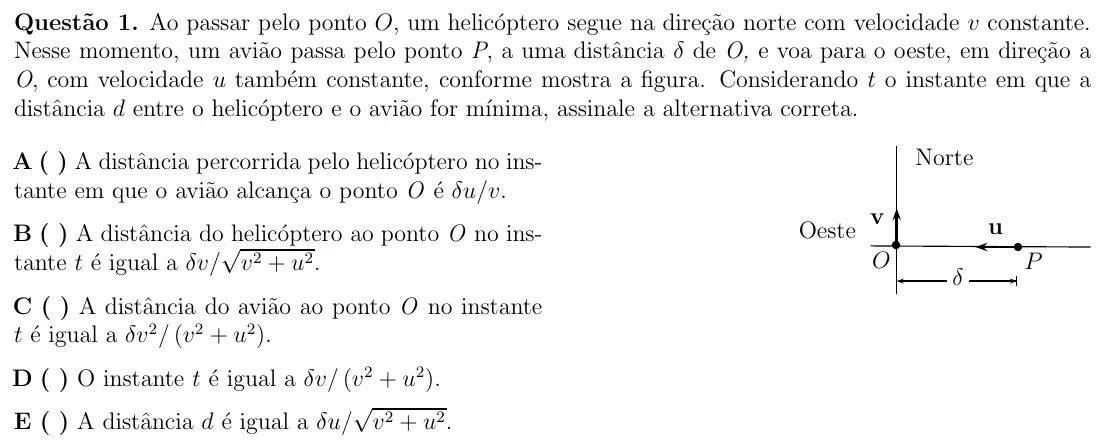 Questão 1. Ao passar pelo ponto O, um helicóptero segue na direção norte com velocidade v constante.
Nesse momento, um avião passa pelo ponto P, a uma distância δ de O, e voa para o oeste, em direção a
O, com velocidade u também constante, conforme mostra a figura. Considerando t o instante em que a
distância d entre o helicóptero e o avião for mínima, assinale a alternativa correta.
A ( ) A distância percorrida pelo helicóptero no ins-
tante em que o avião alcança o ponto O é δu/v.
B ( ) A distância do helicóptero ao ponto O no ins-
tante t é igual a δv/√(v² + u²).
C ( ) A distância do avião ao ponto O no instante
t é igual a δv²/ (v² + u²).
D ( ) O instante t é igual a δv/ (v² + u²).
E ( ) A distância d é igual a δu/√(v² + u²).
Norte
Oeste
v
u
O
P
δ